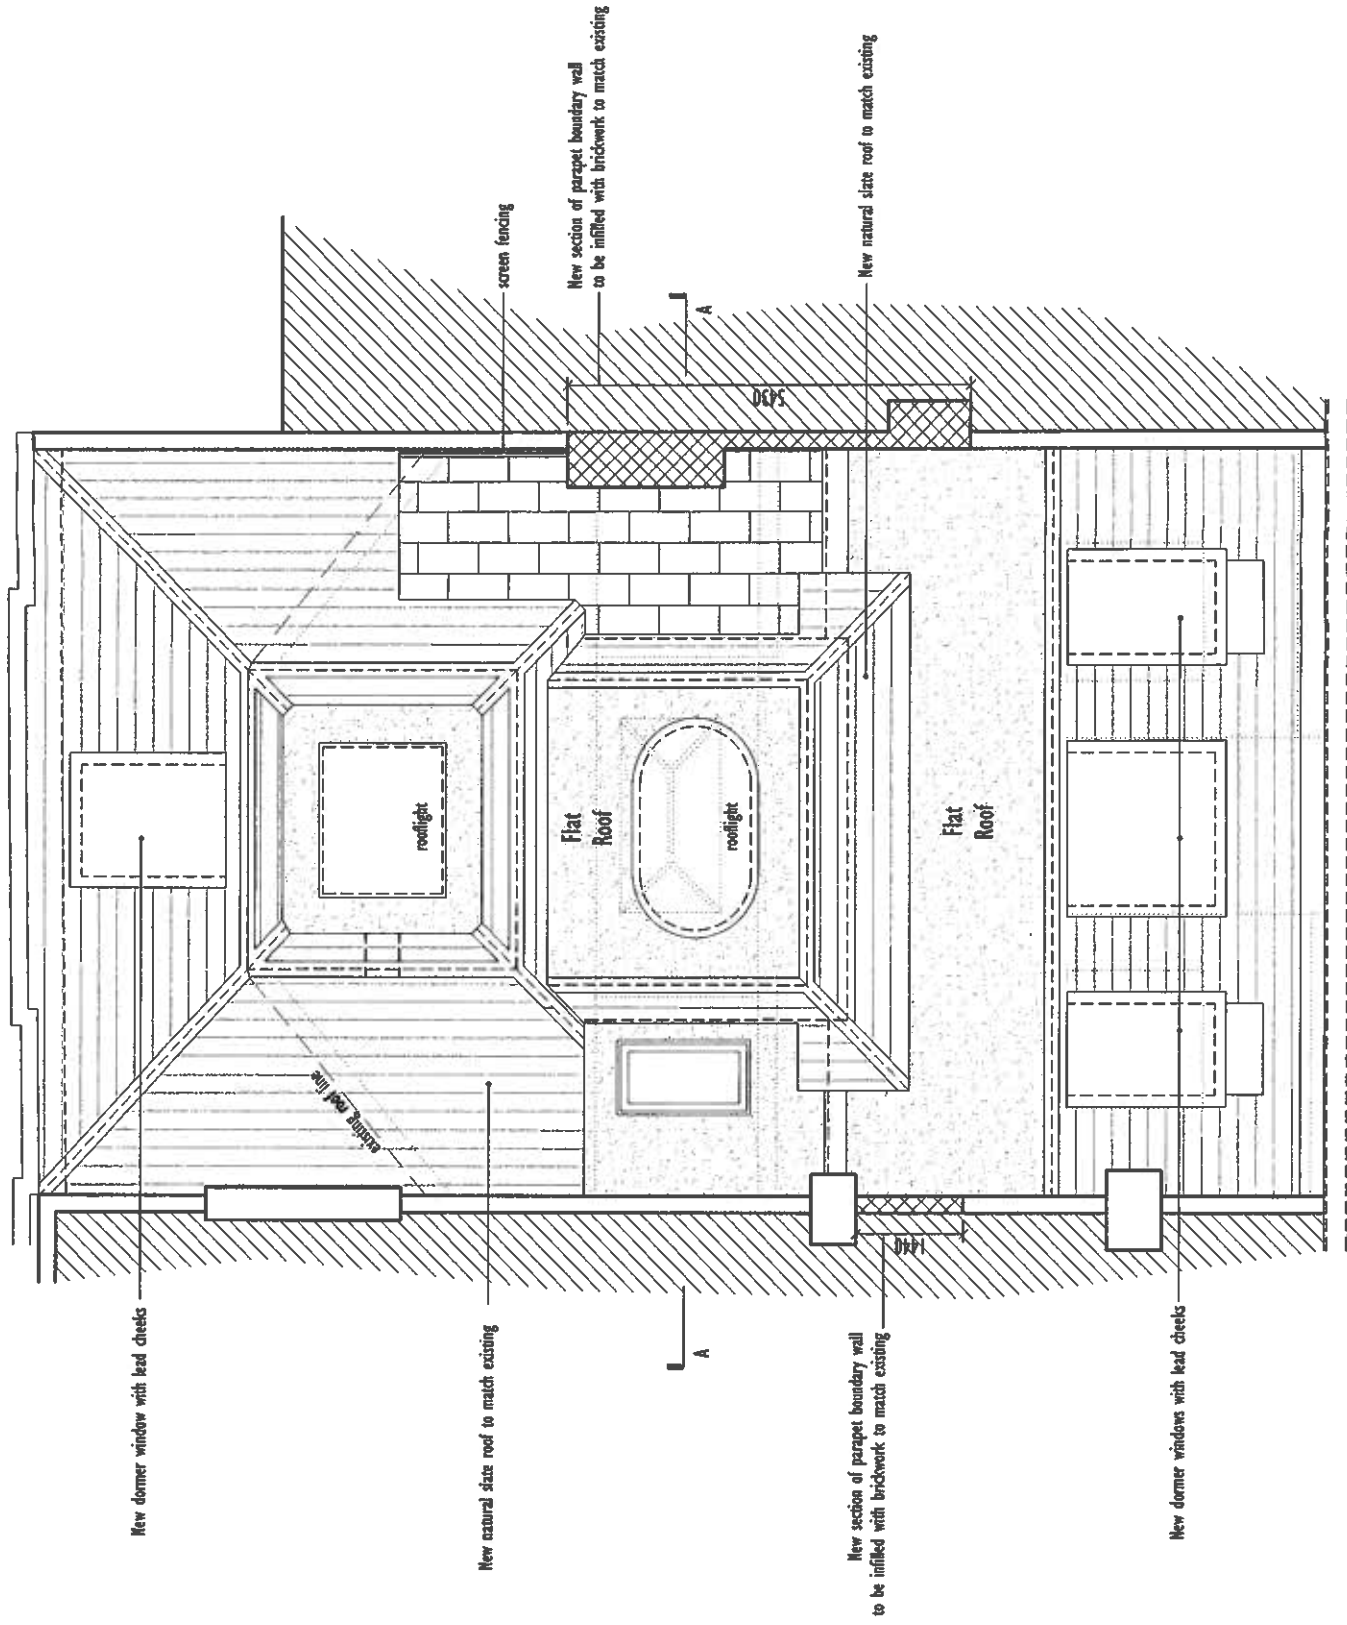 New dormer window with lead cheeks
New natural slate roof to match existing
New section of parapet boundary wall
to be infilled with brickwork to match existing
New dormer windows with lead cheeks
existing roof line
rooflight
Flat
Roof
rooflight
Flat
Roof
1440
5430
A
A
screen fencing
New section of parapet boundary wall
to be infilled with brickwork to match existing
New natural slate roof to match existing